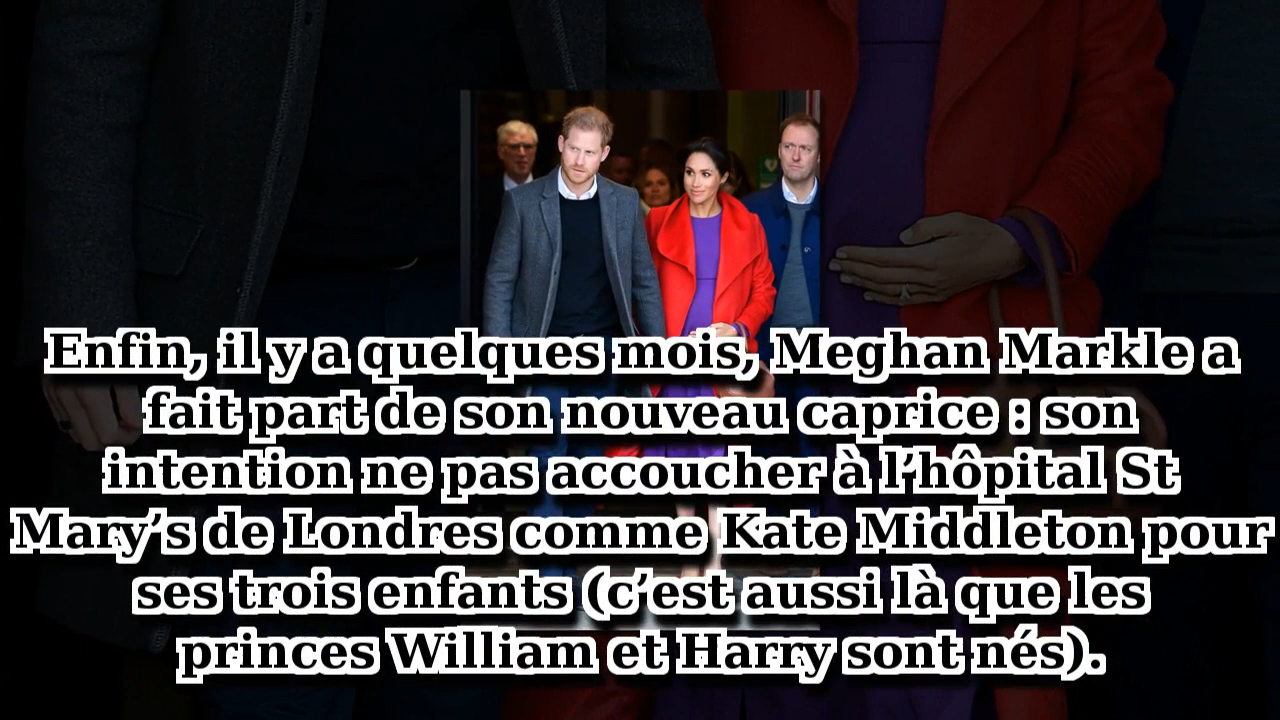 Enfin, il y a quelques mois, Meghan Markle a
fait part de son nouveau caprice : son
intention ne pas accoucher à l’hôpital St
Mary’s de Londres comme Kate Middleton pour
ses trois enfants (c’est aussi là que les
princes William et Harry sont nés).